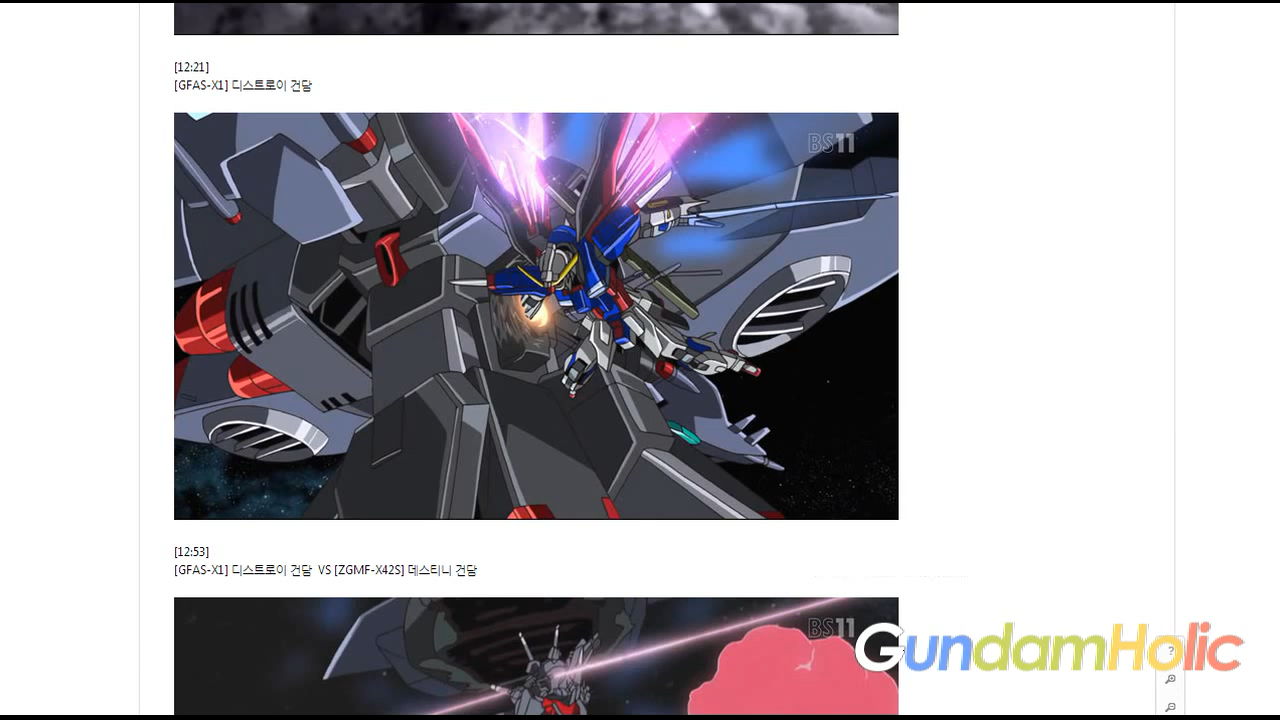 [12:21]
[GFAS-X1] 디스트로이 건담
BS11
[12:53]
[GFAS-X1] 디스트로이 건담 VS [ZGMF-X42S] 데스티니 건담
BS11
GundamHolic
?